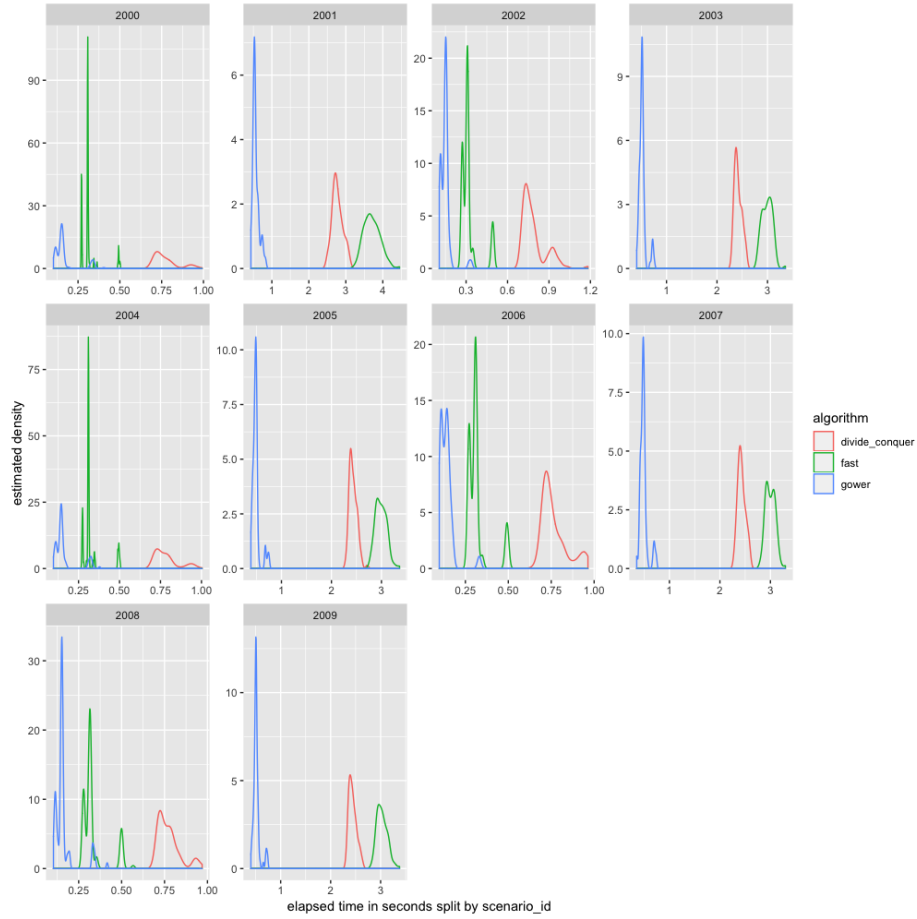 2000 2001 2002 2003
90
60
30
0
0.25 0.50 0.75 1.00
6
4
2
0
1 2 3 4
20
15
10
5
0
0.3 0.6 0.9 1.2
9
6
3
0
1 2 3
2004 2005 2006 2007
75
50
25
0
0.25 0.50 0.75 1.00
10.0
7.5
5.0
2.5
0.0
1 2 3
20
15
10
5
0
0.25 0.50 0.75 1.00
10.0
7.5
5.0
2.5
0.0
1 2 3
2008 2009
30
20
10
0
0.25 0.50 0.75 1.00
10
5
0
1 2 3
estimated density
elapsed time in seconds split by scenario_id
algorithm
divide_conquer
fast
gower